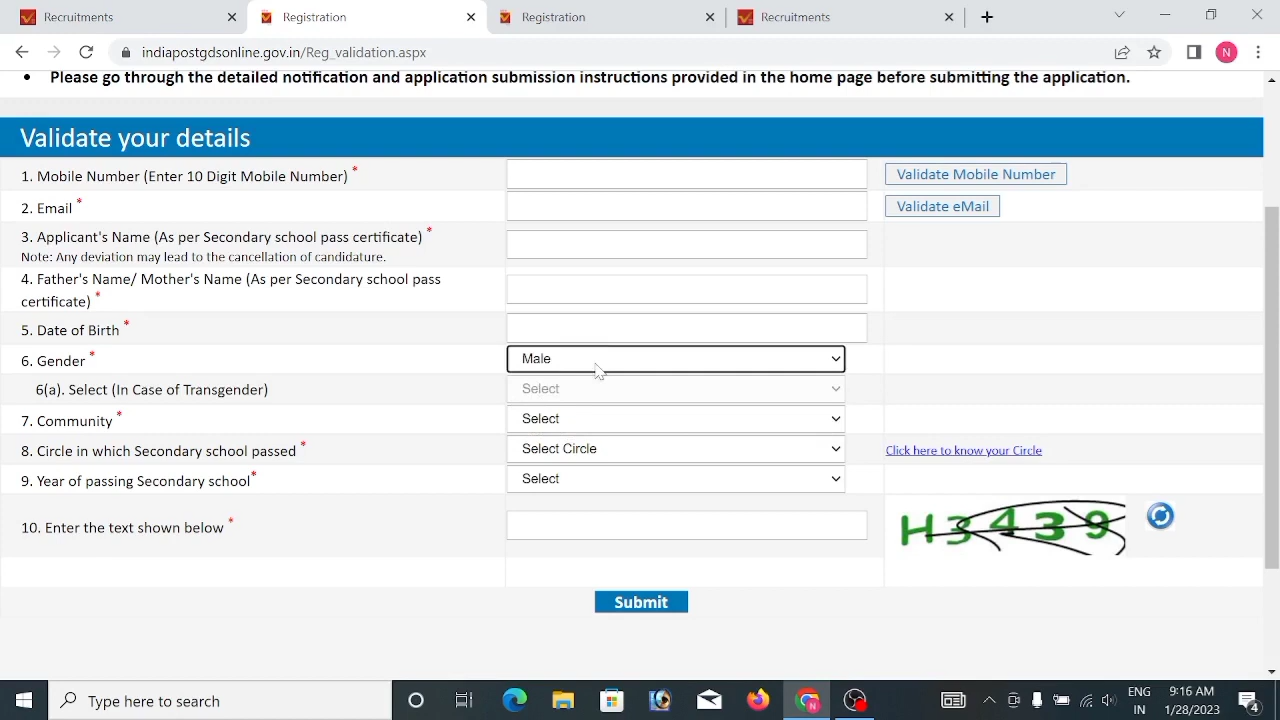 Recruitments
Registration
Registration
Recruitments
indiapostgdsonline.gov.in/Reg_validation.aspx
N
• Please go through the detailed notification and application submission instructions provided in the home page before submitting the application.
Validate your details
1. Mobile Number (Enter 10 Digit Mobile Number) *
Validate Mobile Number
2. Email *
Validate eMail
3. Applicant's Name (As per Secondary school pass certificate) *
Note: Any deviation may lead to the cancellation of candidature.
4. Father's Name/ Mother's Name (As per Secondary school pass
certificate) *
5. Date of Birth *
6. Gender *
Male
6(a). Select (In Case of Transgender)
Select
7. Community *
Select
8. Circle in which Secondary school passed *
Select Circle
Click here to know your Circle
9. Year of passing Secondary school*
Select
10. Enter the text shown below *
H3439
Submit
Type here to search
ENG
IN
9:16 AM
1/28/2023
4